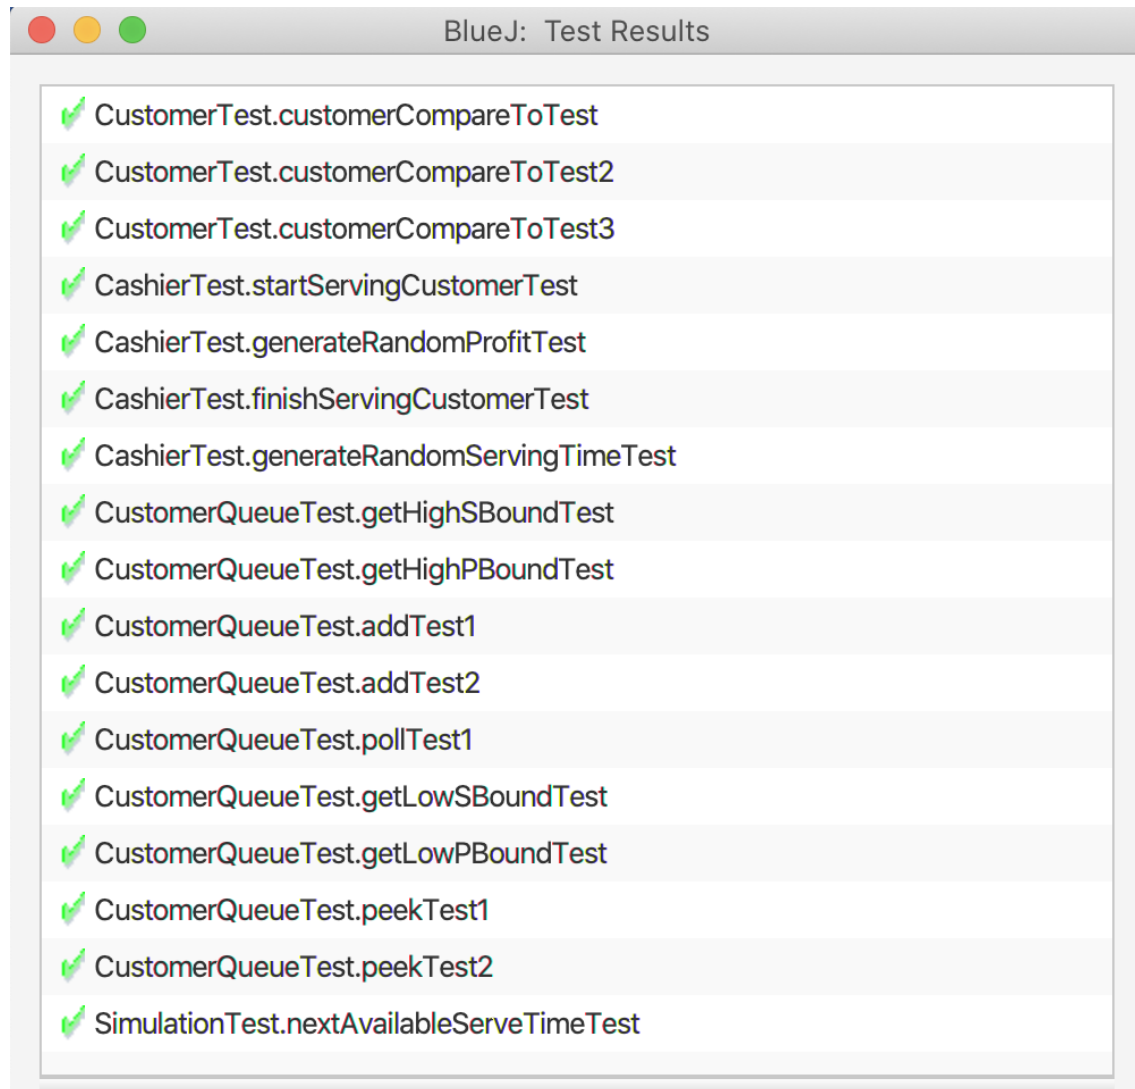 BlueJ: Test Results
CustomerTest.customerCompareToTest
CustomerTest.customerCompareToTest2
CustomerTest.customerCompareToTest3
CashierTest.startServingCustomerTest
CashierTest.generateRandomProfitTest
CashierTest.finishServingCustomerTest
CashierTest.generateRandomServingTimeTest
CustomerQueueTest.getHighSBoundTest
CustomerQueueTest.getHighPBoundTest
CustomerQueueTest.addTest1
CustomerQueueTest.addTest2
CustomerQueueTest.pollTest1
CustomerQueueTest.getLowSBoundTest
CustomerQueueTest.getLowPBoundTest
CustomerQueueTest.peekTest1
CustomerQueueTest.peekTest2
SimulationTest.nextAvailableServeTimeTest